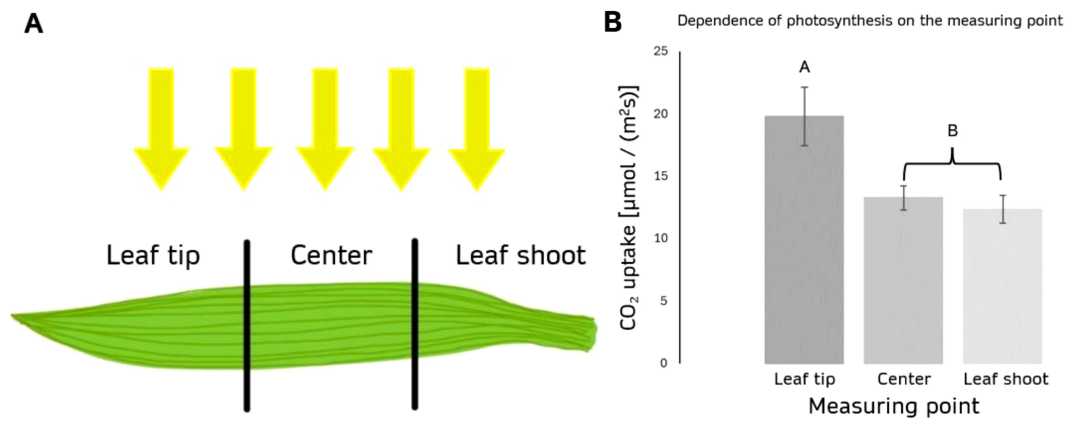 A
Leaf tip
Center
Leaf shoot
B
Dependence of photosynthesis on the measuring point
CO₂ uptake [µmol / (m²s)]
25
20
15
10
5
0
A
B
Leaf tip
Center
Leaf shoot
Measuring point